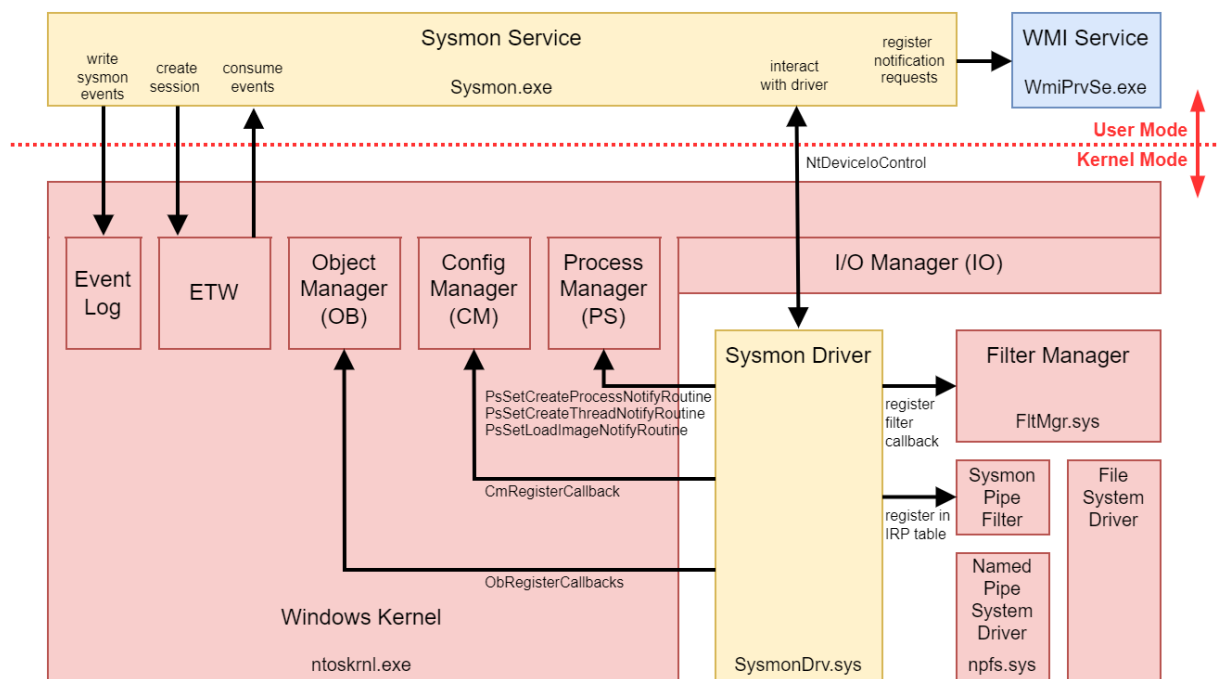 Sysmon Service
Sysmon.exe
write
sysmon
events
create
session
consume
events
interact
with driver
register
notification
requests
WMI Service
WmiPrvSe.exe
User Mode
Kernel Mode
NtDeviceIoControl
Event
Log
ETW
Object
Manager
(OB)
Config
Manager
(CM)
Process
Manager
(PS)
I/O Manager (IO)
Sysmon Driver
SysmonDrv.sys
PsSetCreateProcessNotifyRoutine
PsSetCreateThreadNotifyRoutine
PsSetLoadImageNotifyRoutine
CmRegisterCallback
ObRegisterCallbacks
Windows Kernel
ntoskrnl.exe
register
filter
callback
Filter Manager
FltMgr.sys
register in
IRP table
Sysmon
Pipe
Filter
File
System
Driver
Named
Pipe
System
Driver
npfs.sys